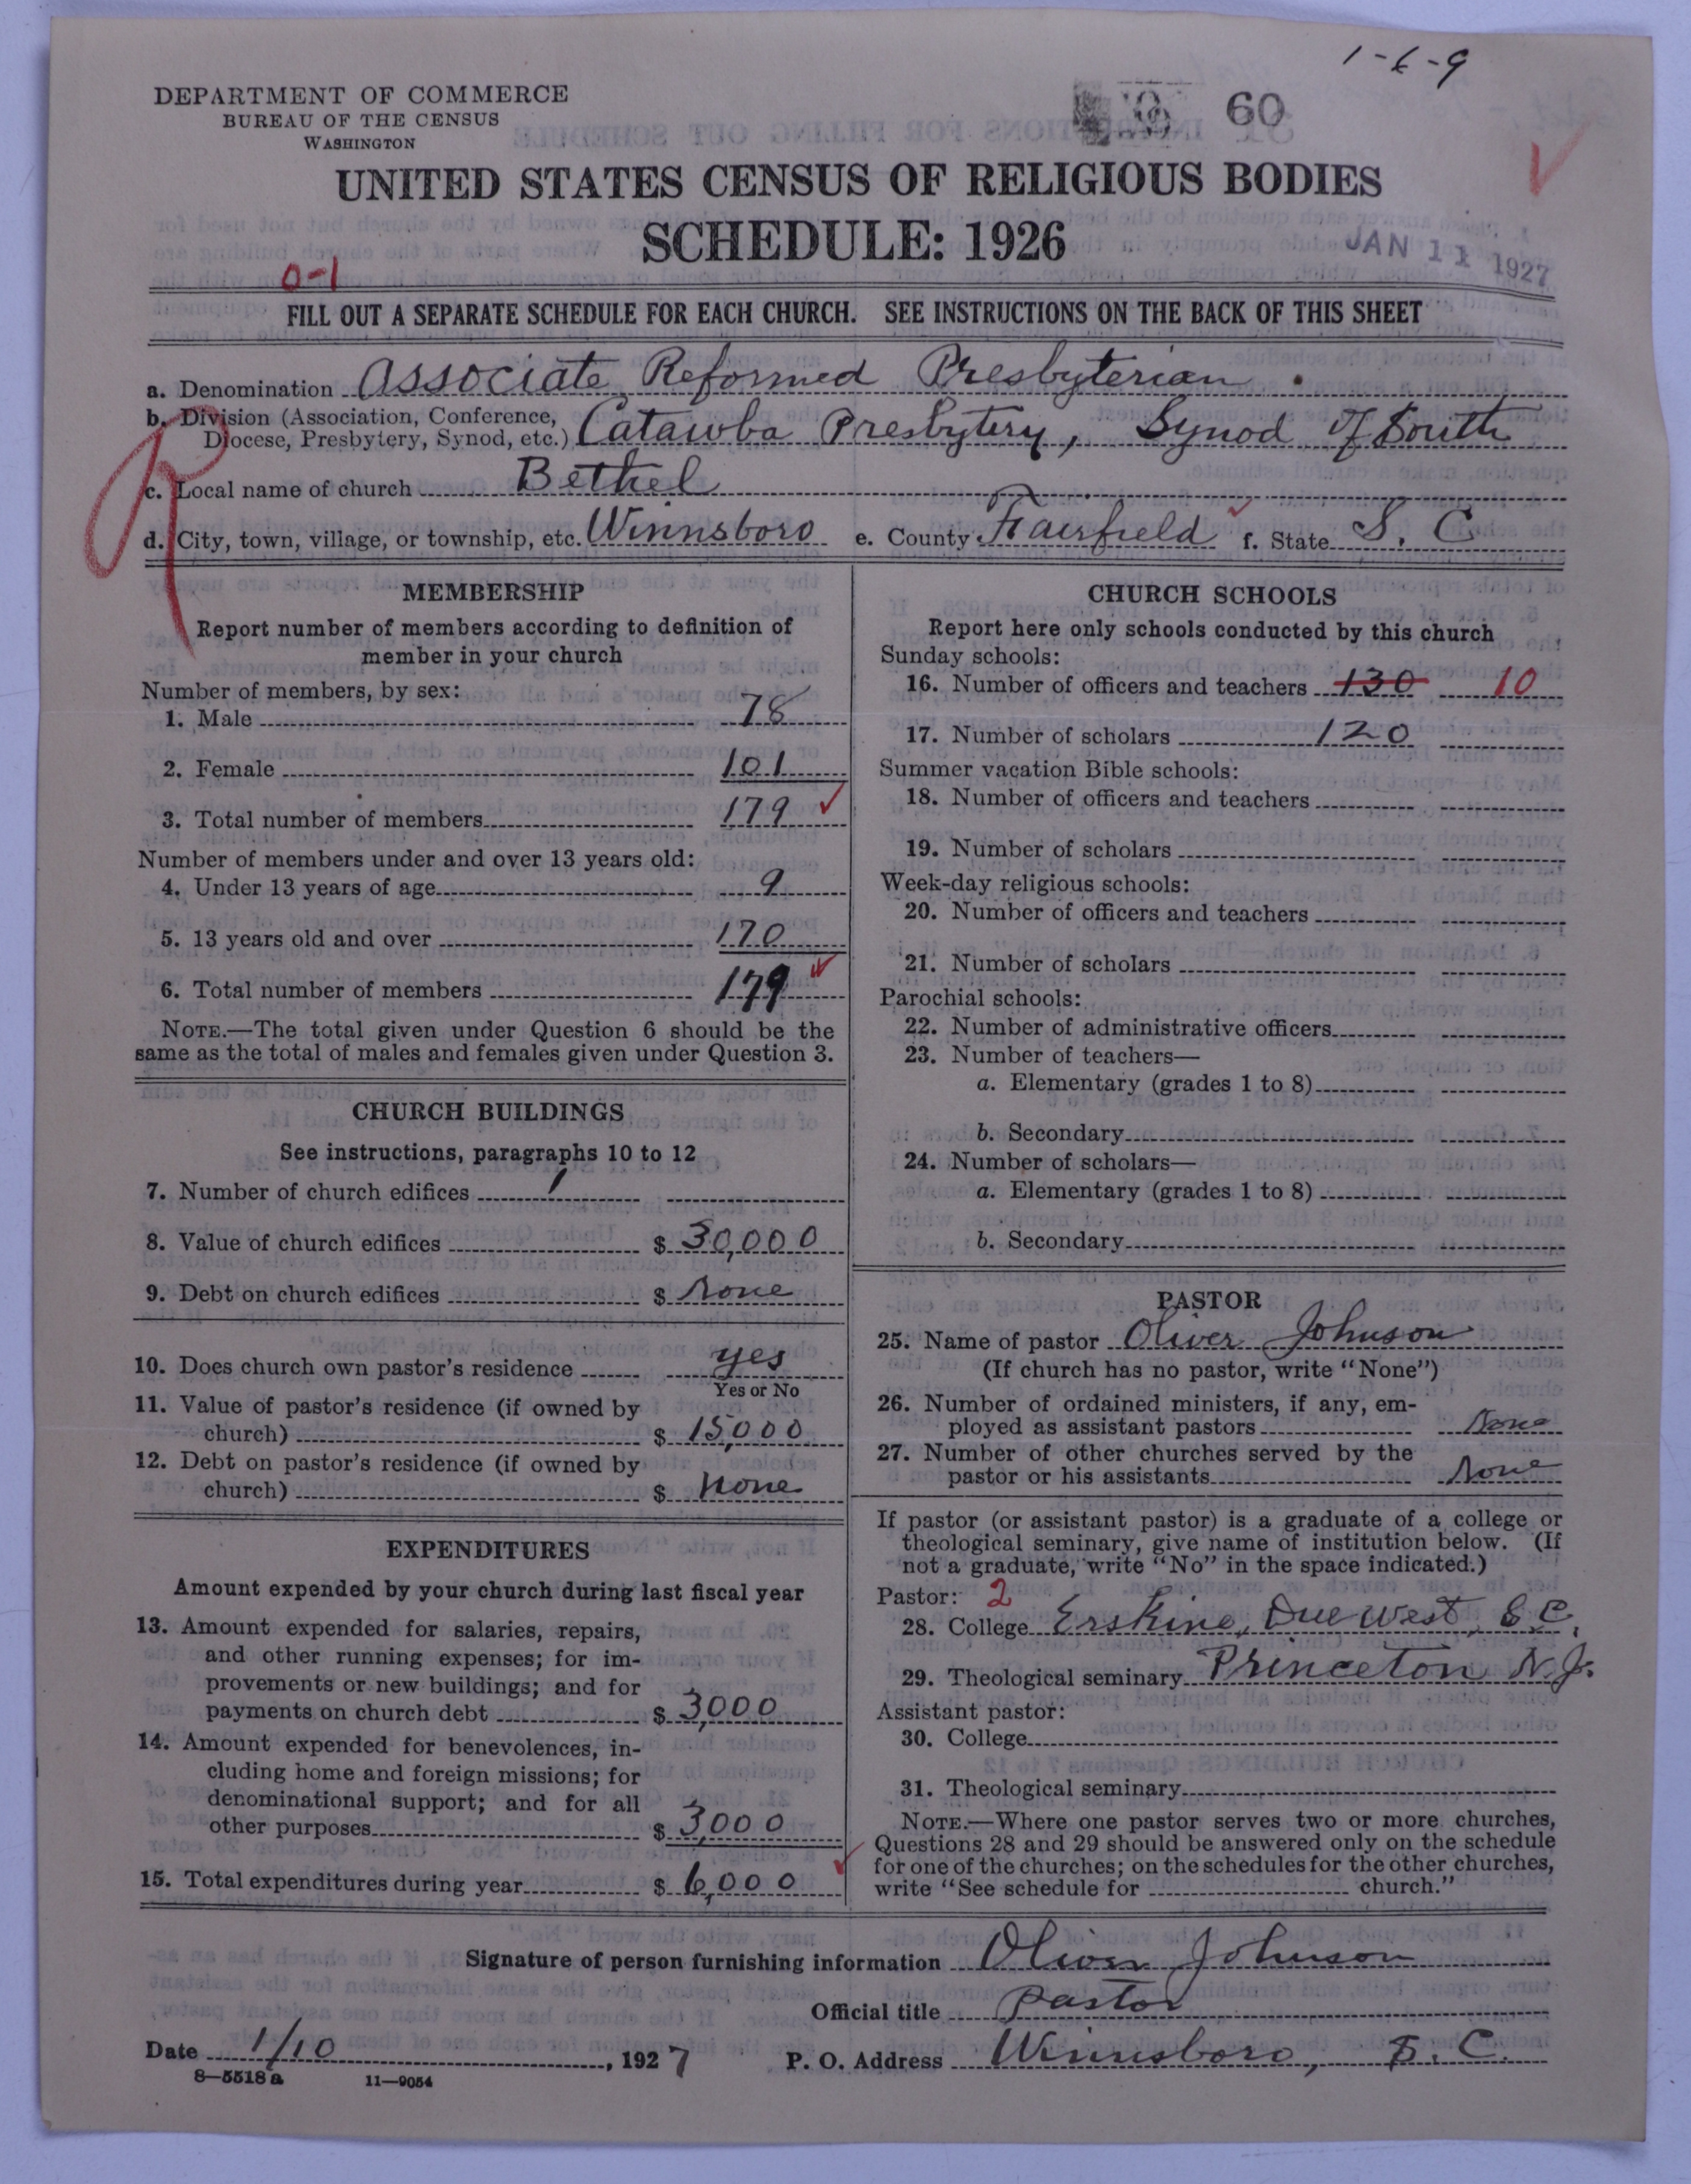 1-6-9
DEPARTMENT OF COMMERCE
BUREAU OF THE CENSUS
WASHINGTON
60
UNITED STATES CENSUS OF RELIGIOUS BODIES
SCHEDULE: 1926
JAN 11 1927
0-1
FILL OUT A SEPARATE SCHEDULE FOR EACH CHURCH. SEE INSTRUCTIONS ON THE BACK OF THIS SHEET
a. Denomination Associate Reformed Presbyterian
b. Division (Association, Conference, Diocese, Presbytery, Synod, etc.) Catawba Presbytery, Synod of South
c. Local name of church Bethel
d. City, town, village, or township, etc. Winnsboro e. County Fairfield f. State S. C.
R
MEMBERSHIP
Report number of members according to definition of
member in your church
Number of members, by sex:
1. Male 78
2. Female 101
3. Total number of members 179 ✓
Number of members under and over 13 years old:
4. Under 13 years of age 9
5. 13 years old and over 170
6. Total number of members 179 ✓
NOTE.—The total given under Question 6 should be the
same as the total of males and females given under Question 3.
CHURCH BUILDINGS
See instructions, paragraphs 10 to 12
7. Number of church edifices 1
8. Value of church edifices $ 30,000
9. Debt on church edifices $ None
10. Does church own pastor's residence yes
Yes or No
11. Value of pastor's residence (if owned by
church) $ 15,000
12. Debt on pastor's residence (if owned by
church) $ none
EXPENDITURES
Amount expended by your church during last fiscal year
13. Amount expended for salaries, repairs,
and other running expenses; for im-
provements or new buildings; and for
payments on church debt $ 3,000
14. Amount expended for benevolences, in-
cluding home and foreign missions; for
denominational support; and for all
other purposes $ 3,000
15. Total expenditures during year $ 6,000 ✓
CHURCH SCHOOLS
Report here only schools conducted by this church
Sunday schools:
16. Number of officers and teachers 130 10
17. Number of scholars 120
Summer vacation Bible schools:
18. Number of officers and teachers
19. Number of scholars
Week-day religious schools:
20. Number of officers and teachers
21. Number of scholars
Parochial schools:
22. Number of administrative officers
23. Number of teachers—
a. Elementary (grades 1 to 8)
b. Secondary
24. Number of scholars—
a. Elementary (grades 1 to 8)
b. Secondary
PASTOR
25. Name of pastor Oliver Johnson
(If church has no pastor, write "None")
26. Number of ordained ministers, if any, em-
ployed as assistant pastors None
27. Number of other churches served by the
pastor or his assistants None
If pastor (or assistant pastor) is a graduate of a college or
theological seminary, give name of institution below. (If
not a graduate, write "No" in the space indicated.)
Pastor: 2
28. College Erskine, Due West, S. C.
29. Theological seminary Princeton N. J.
Assistant pastor:
30. College
31. Theological seminary
NOTE.—Where one pastor serves two or more churches,
Questions 28 and 29 should be answered only on the schedule
for one of the churches; on the schedules for the other churches,
write "See schedule for church."
Signature of person furnishing information Oliver Johnson
Official title Pastor
Date 1/10, 1927 P. O. Address Winnsboro, S. C.
8—5518 a 11—9054